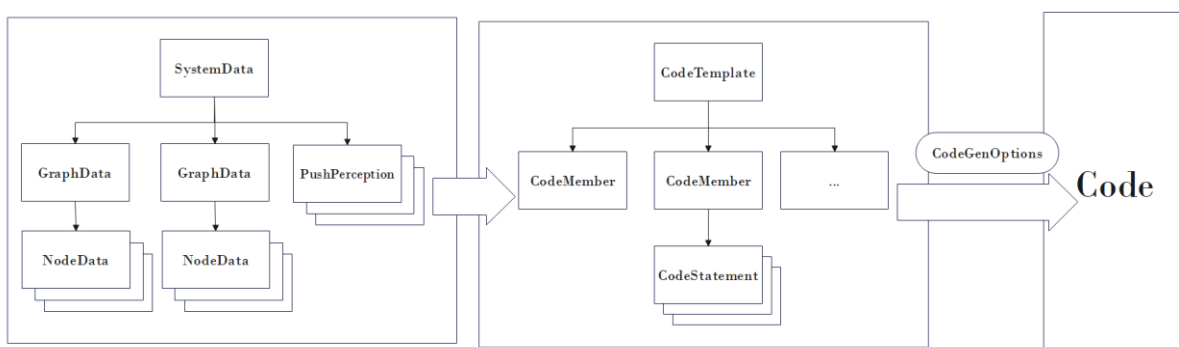 SystemData
GraphData
GraphData
PushPerception
NodeData
NodeData
CodeTemplate
CodeMember
CodeMember
...
CodeStatement
CodeGenOptions
Code